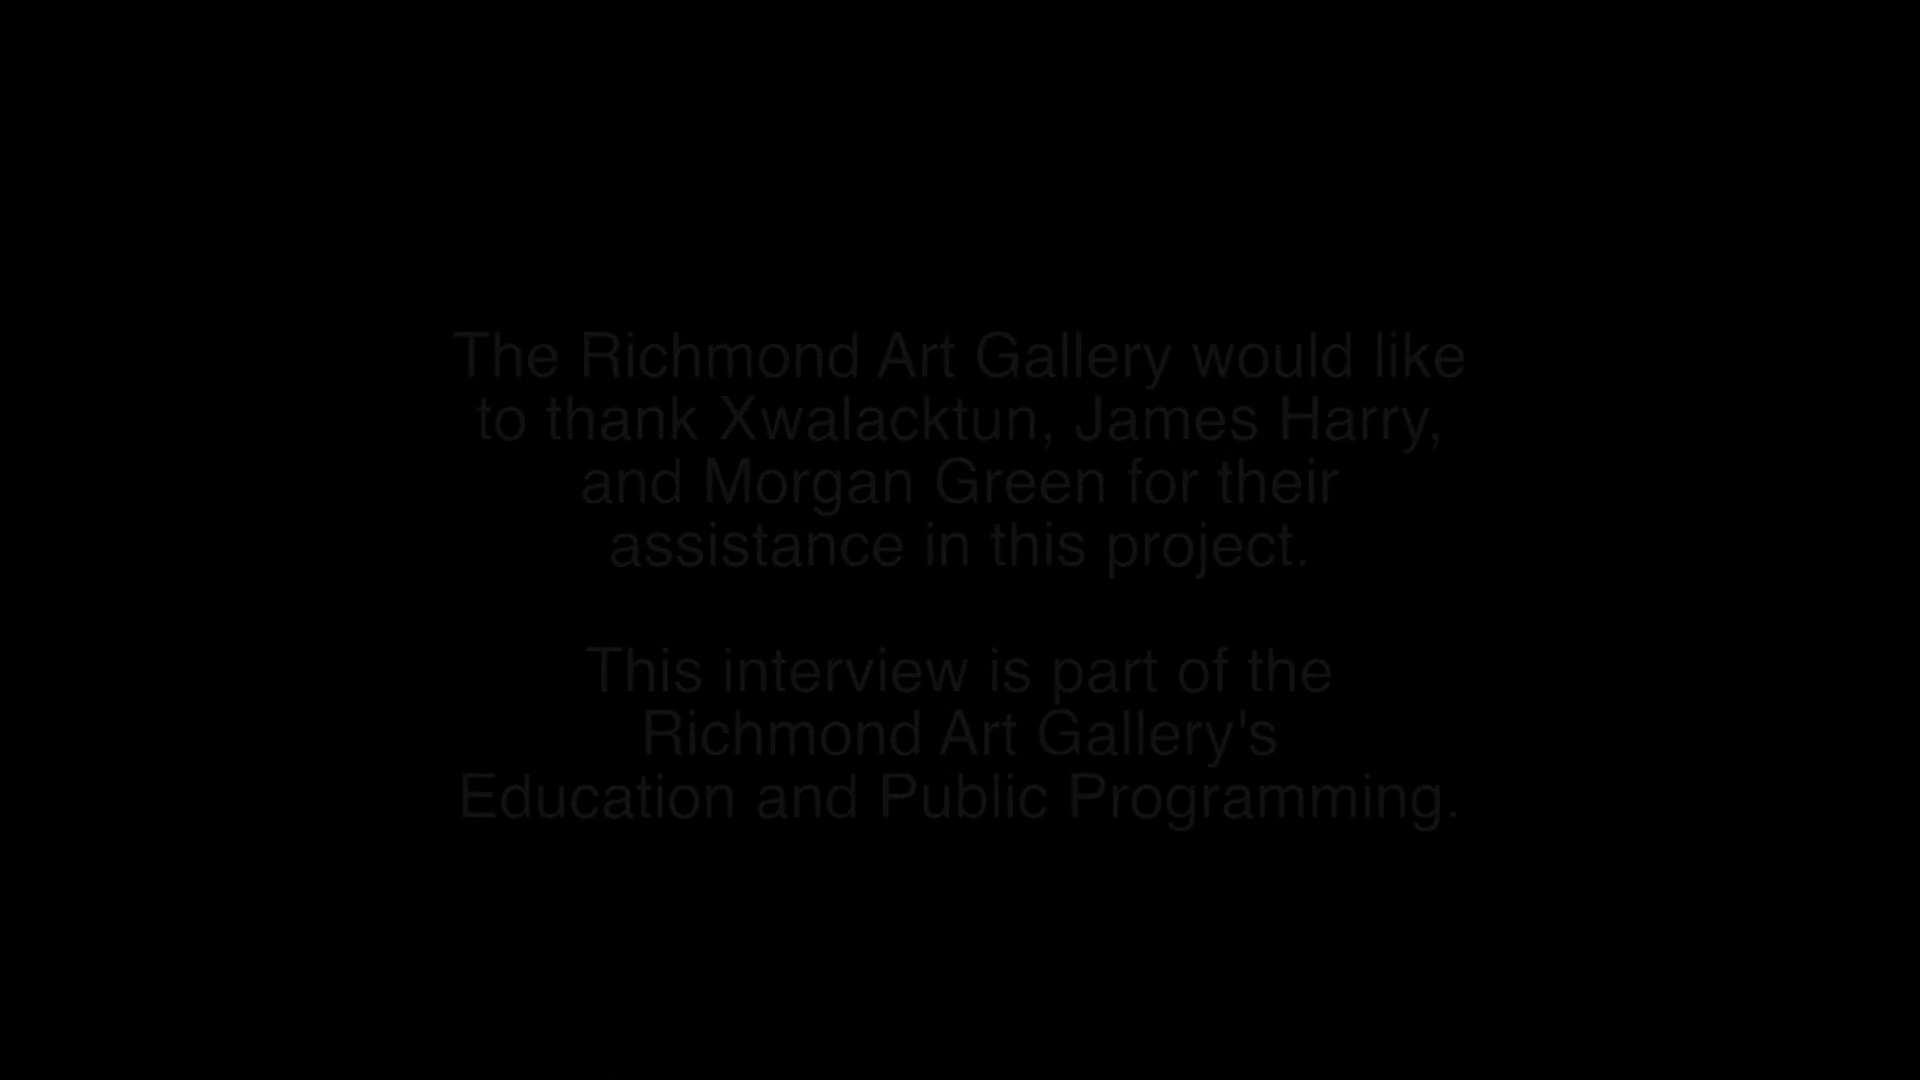 The Richmond Art Gallery would like
to thank Xwalacktun, James Harry,
and Morgan Green for their
assistance in this project.
This interview is part of the
Richmond Art Gallery's
Education and Public Programming.